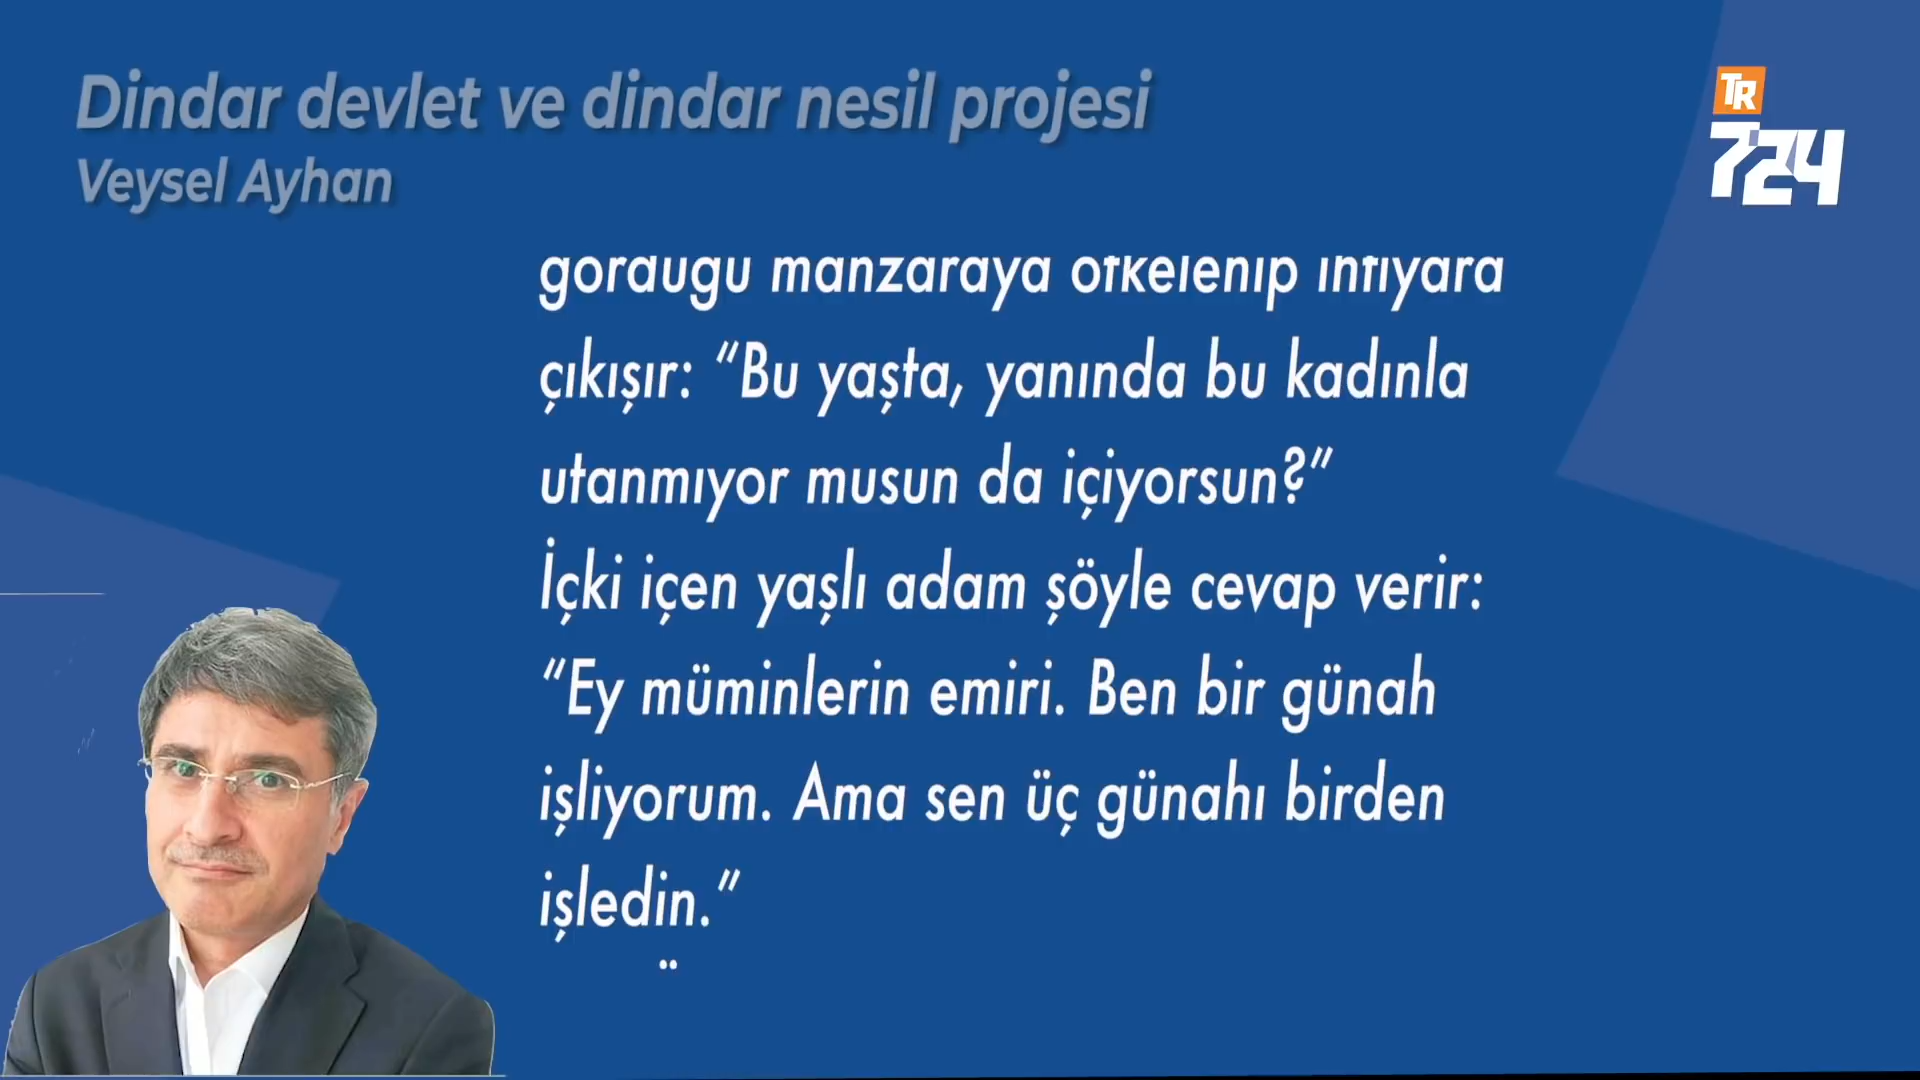 Dindar devlet ve dindar nesil projesi
Veysel Ayhan
TR
724
gördüğü manzaraya öfkelenip ihtiyara
çıkışır: “Bu yaşta, yanında bu kadınla
utanmıyor musun da içiyorsun?”
İçki içen yaşlı adam şöyle cevap verir:
“Ey müminlerin emiri. Ben bir günah
işliyorum. Ama sen üç günahı birden
işledin.”